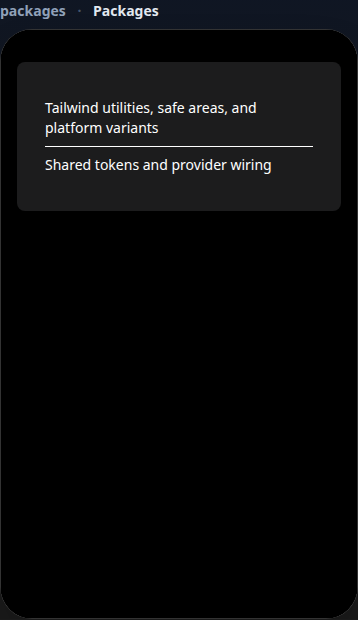 packages · Packages
Tailwind utilities, safe areas, and
platform variants
Shared tokens and provider wiring